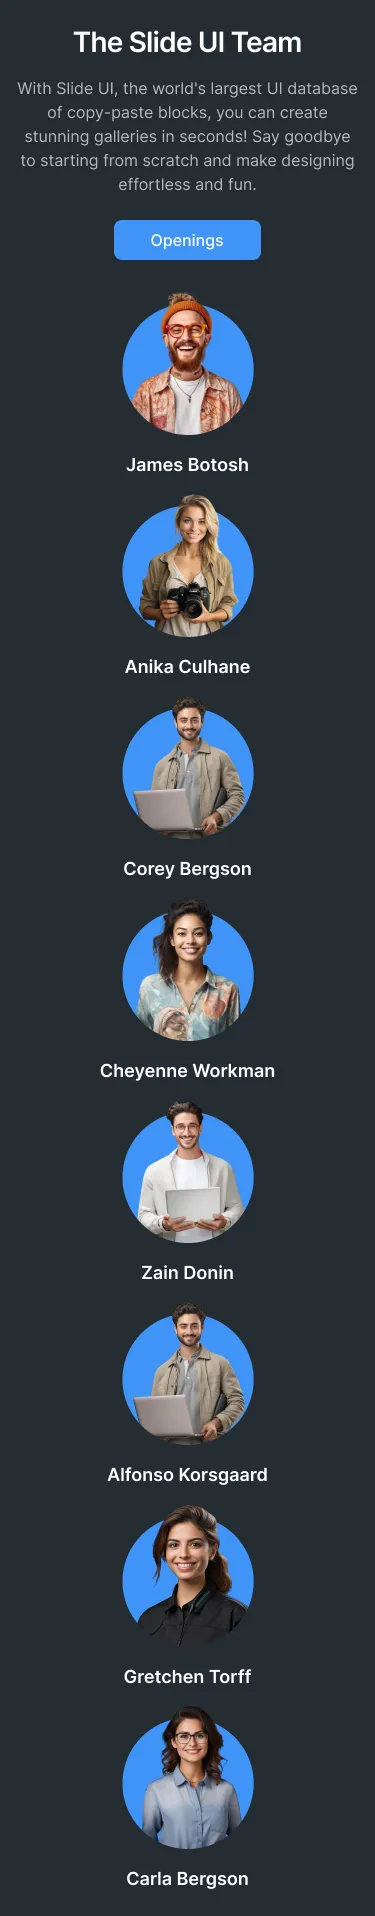 The Slide UI Team
With Slide UI, the world's largest UI database
of copy-paste blocks, you can create
stunning galleries in seconds! Say goodbye
to starting from scratch and make designing
effortless and fun.
Openings
James Botosh
Anika Culhane
Corey Bergson
Cheyenne Workman
Zain Donin
Alfonso Korsgaard
Gretchen Torff
Carla Bergson